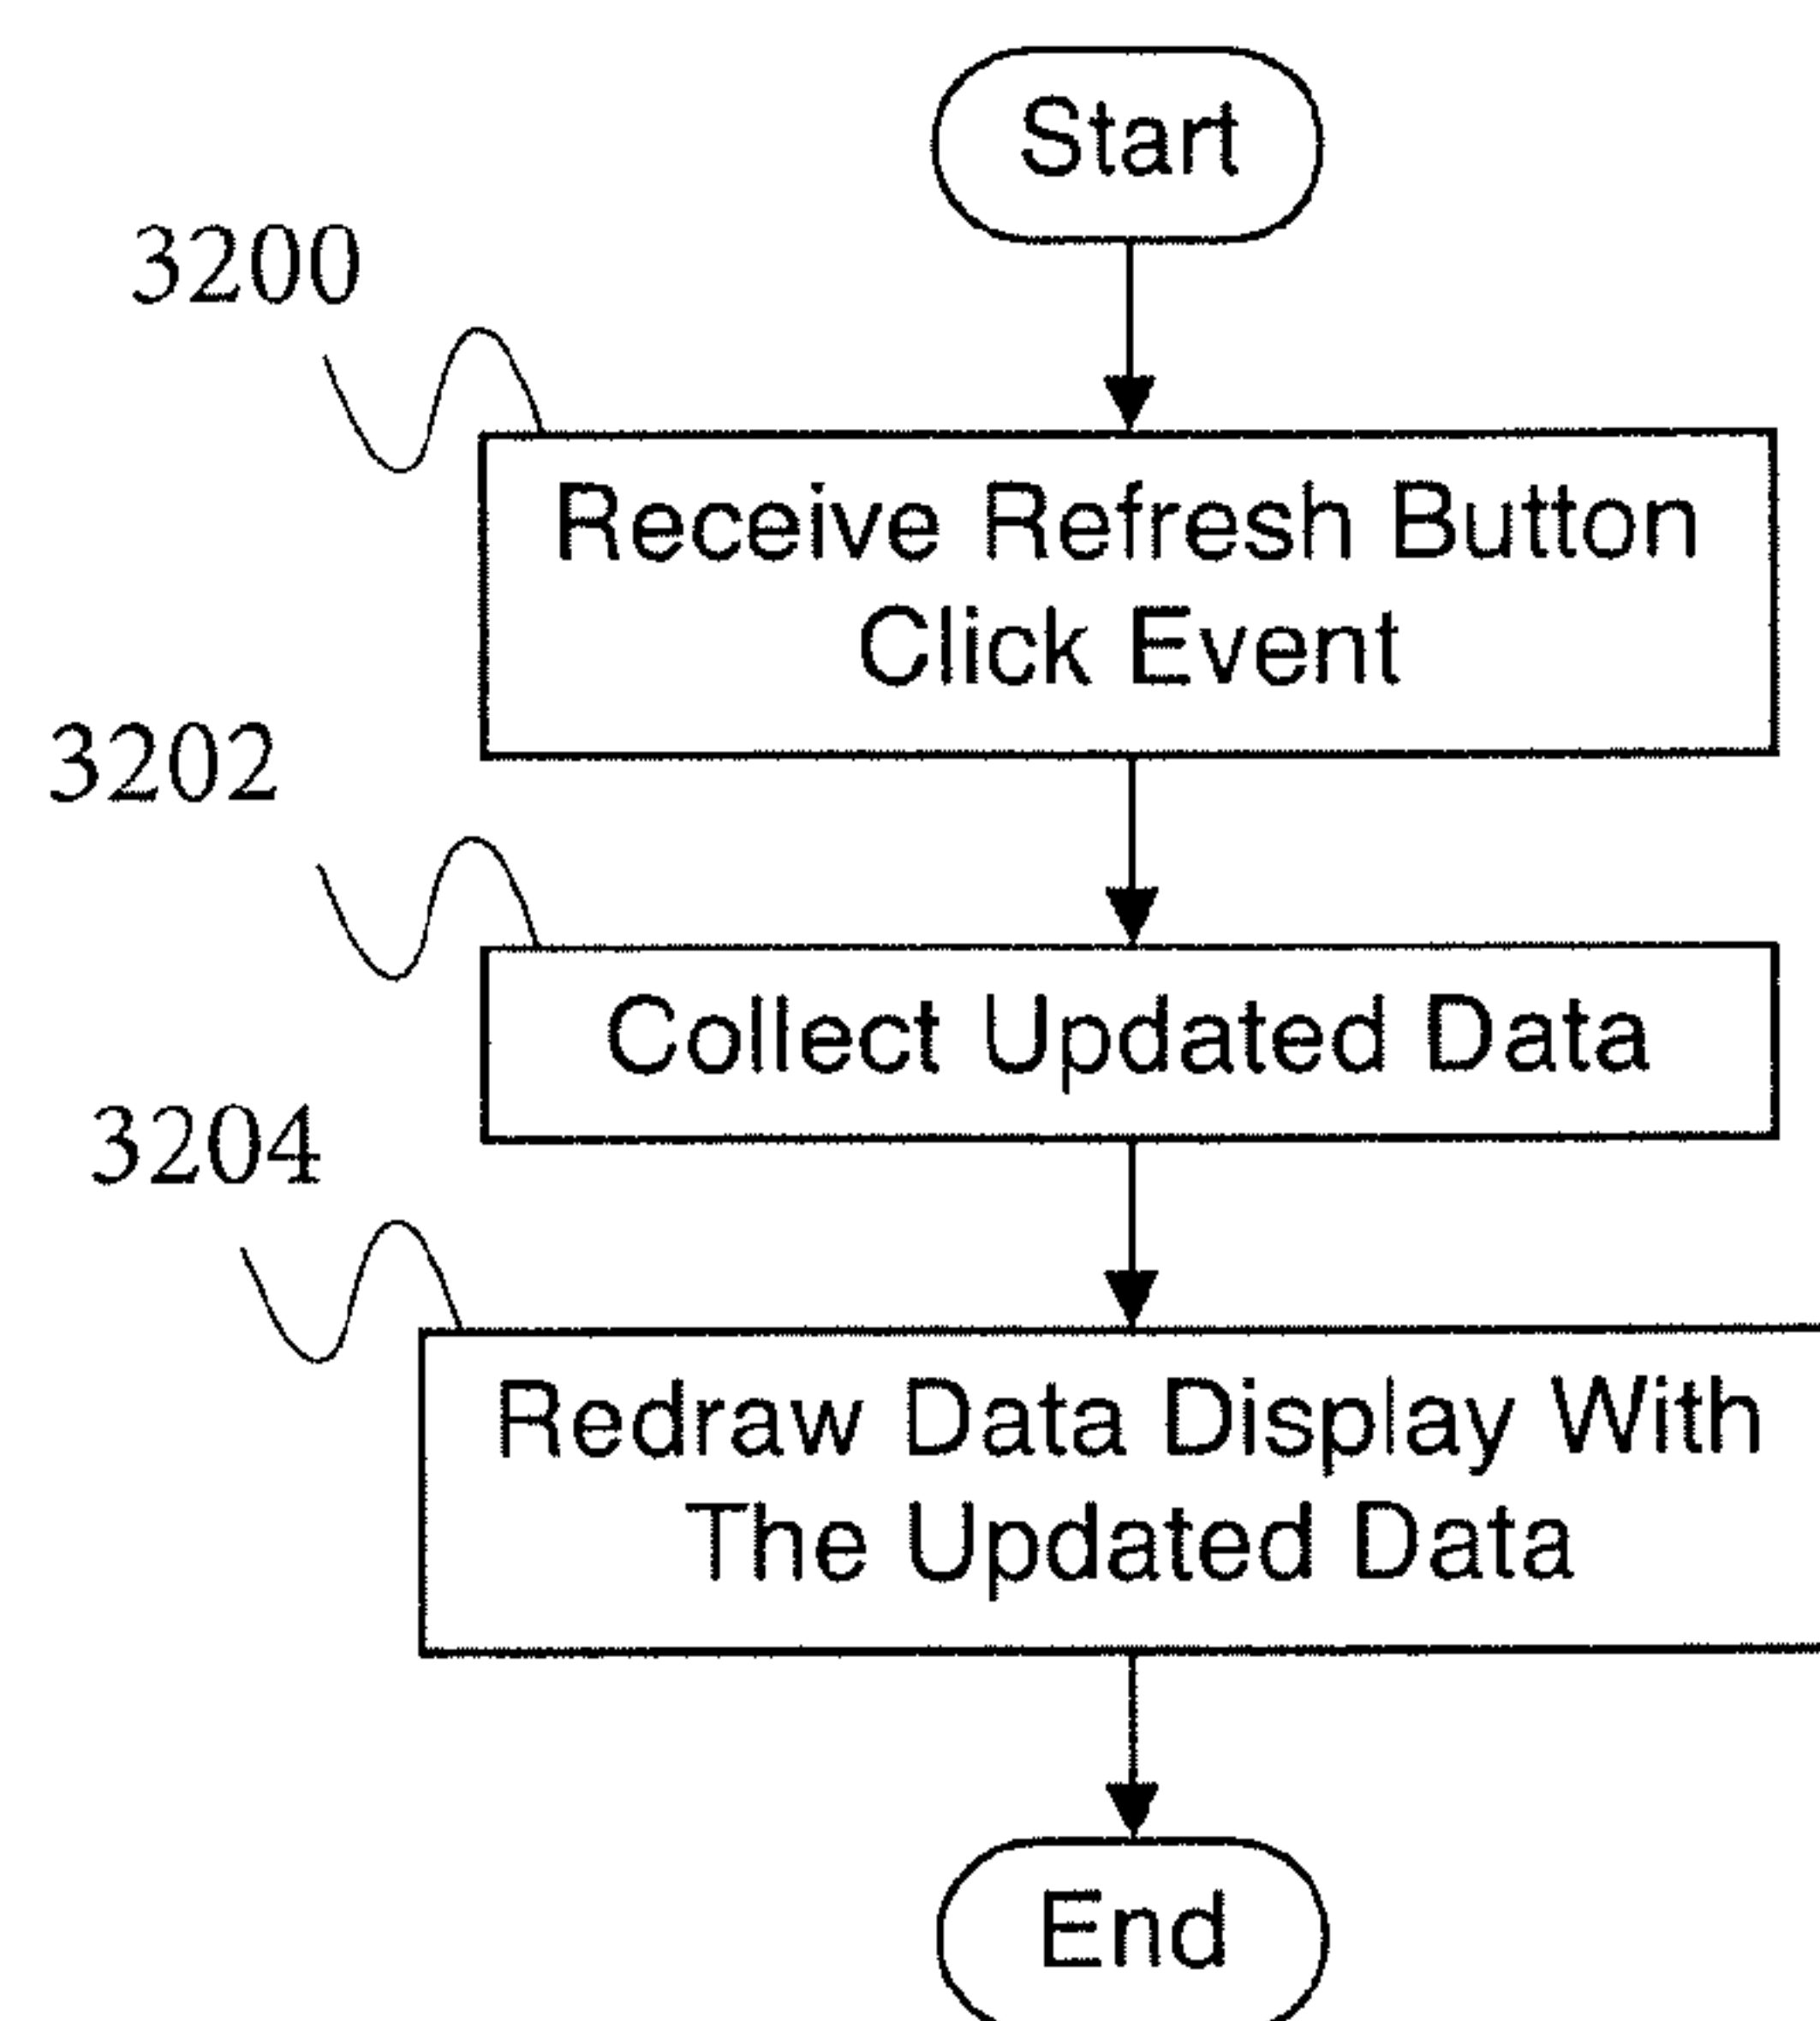 Start
3200
Receive Refresh Button
Click Event
3202
Collect Updated Data
3204
Redraw Data Display With
The Updated Data
End